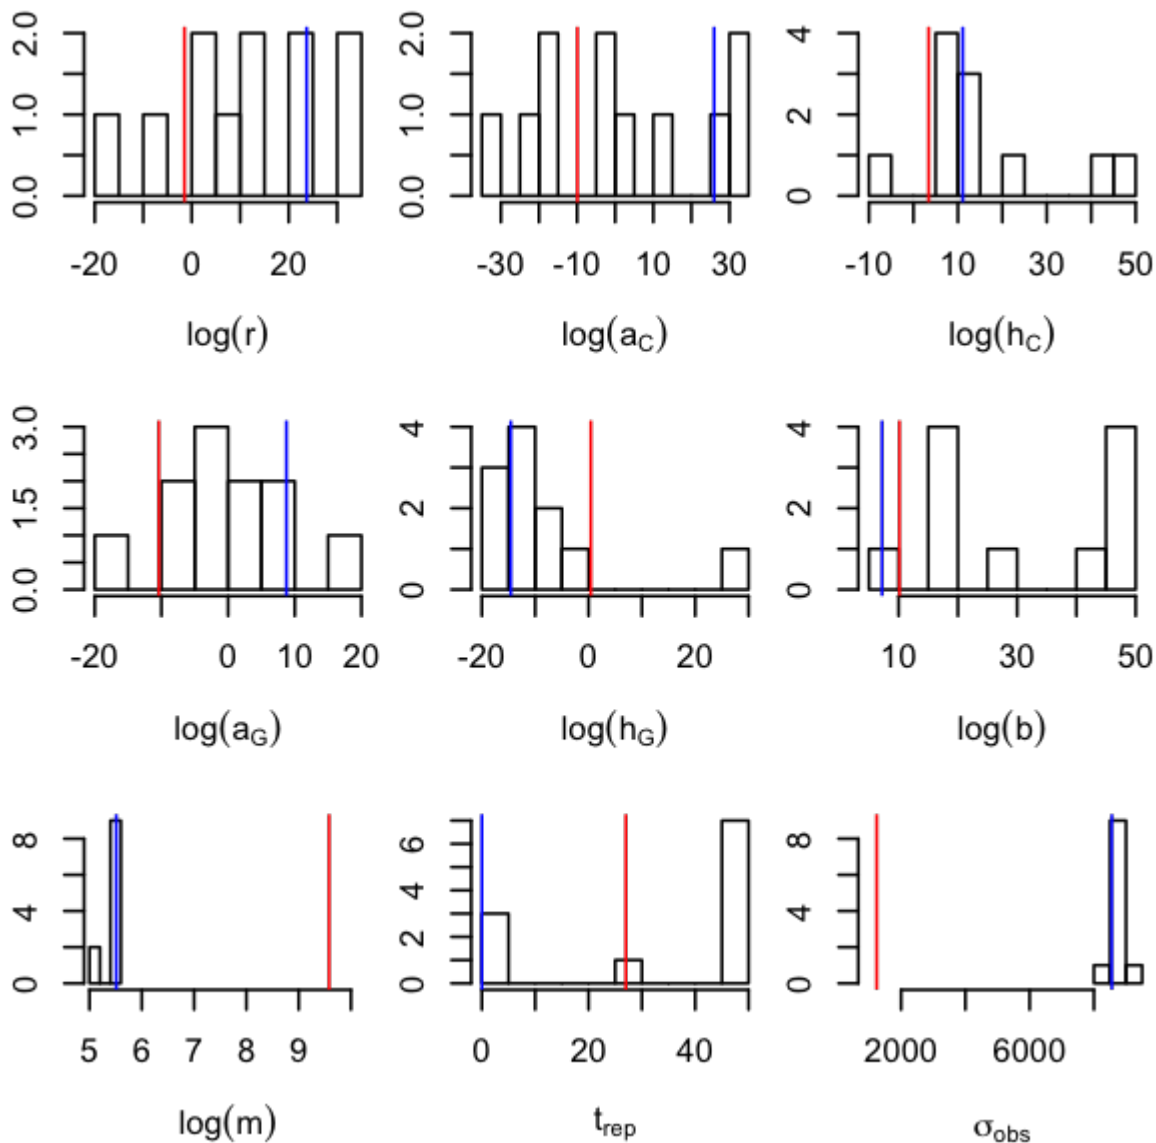 0.0 1.0 2.0
-20 0 20
log(r)
0.0 1.0 2.0
-30 -10 10 30
log(a_C)
0 2 4
-10 10 30 50
log(h_C)
0.0 1.5 3.0
-20 0 10 20
log(a_G)
0 2 4
-20 0 20
log(h_G)
0 2 4
10 30 50
log(b)
0 4 8
5 6 7 8 9
log(m)
0 2 4 6
0 20 40
t_rep
0 4 8
2000 6000
σ_obs